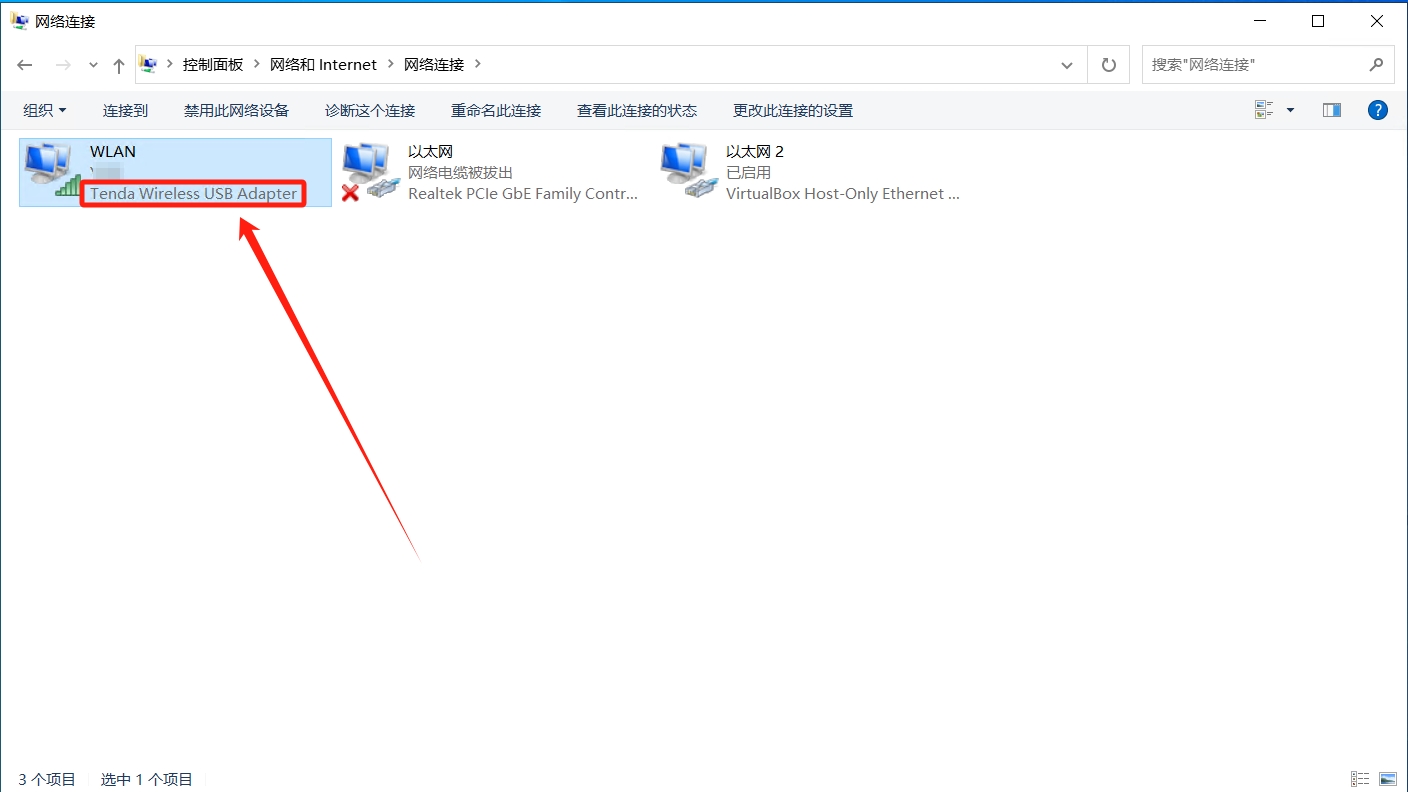 网络连接
控制面板 网络和 Internet 网络连接
搜索"网络连接"
组织 连接到 禁用此网络设备 诊断这个连接 重命名此连接 查看此连接的状态 更改此连接的设置
WLAN
Tenda Wireless USB Adapter
以太网
网络电缆被拔出
Realtek PCIe GbE Family Contr...
以太网 2
已启用
VirtualBox Host-Only Ethernet ...
3 个项目 选中 1 个项目